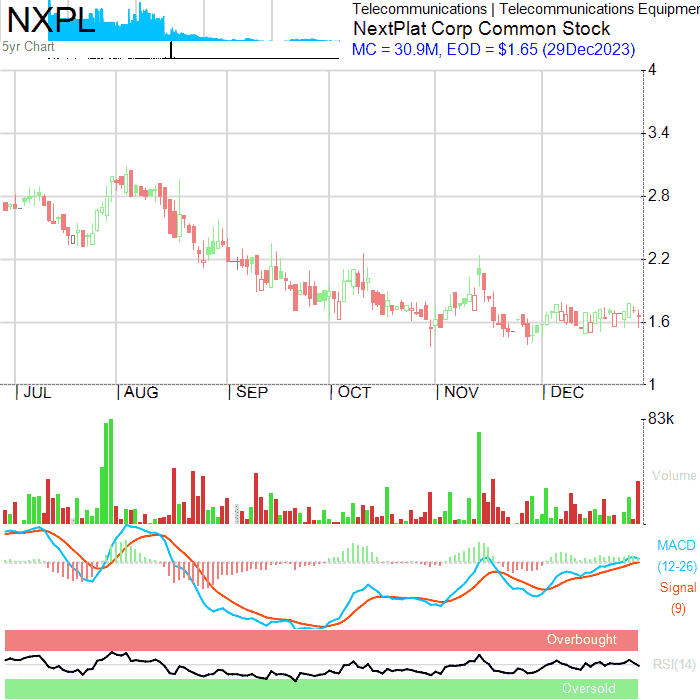 NXPL
5yr Chart
Telecommunications | Telecommunications Equipmen
NextPlat Corp Common Stock
MC = 30.9M, EOD = $1.65 (29Dec2023)
4
3.4
2.8
2.2
1.6
1
| JUL | AUG | SEP | OCT | NOV | DEC
83k
Volume
MACD
(12-26)
Signal
(9)
Overbought
RSI(14)
Oversold